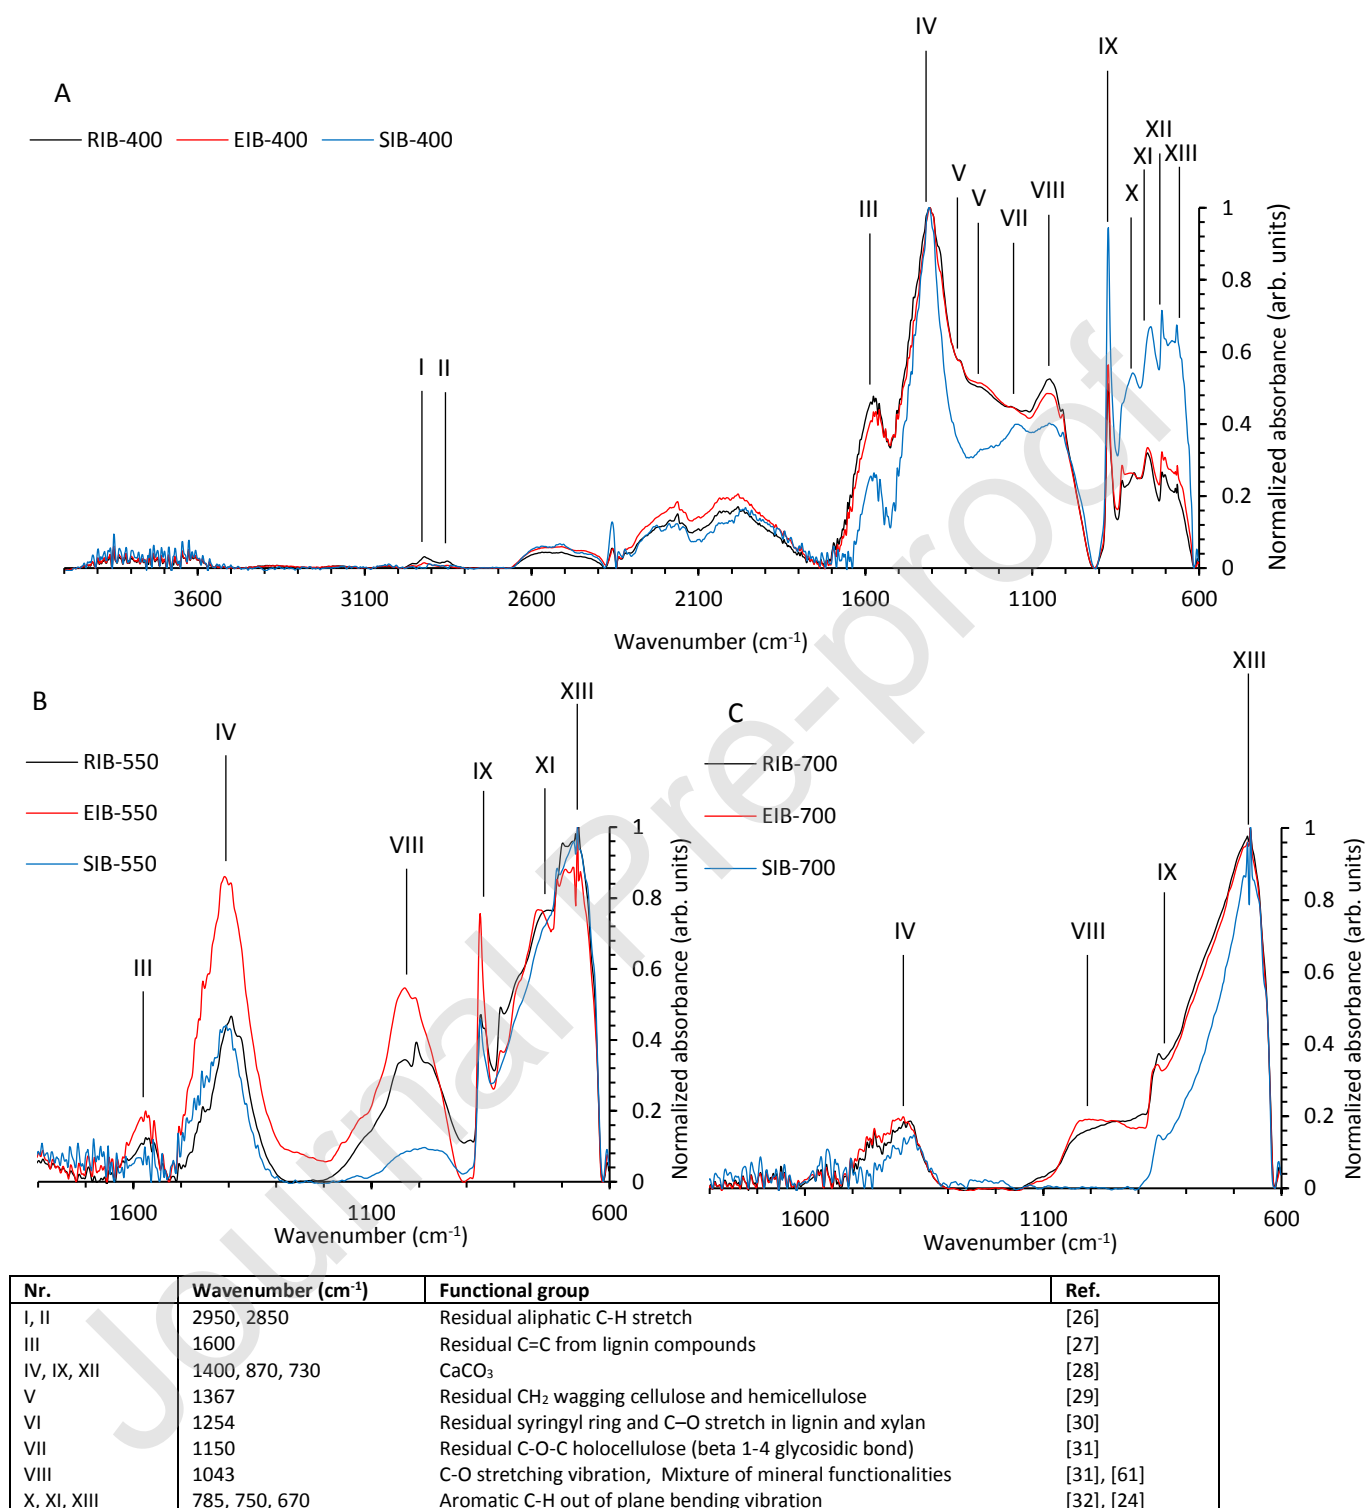 A
RIB-400 EIB-400 SIB-400
I II III IV V V VII VIII IX X XI XII XIII
1
0.8
0.6
0.4
0.2
0
Normalized absorbance (arb. units)
3600 3100 2600 2100 1600 1100 600
Wavenumber (cm-1)
B
RIB-550
EIB-550
SIB-550
III IV VIII IX XI XIII
1
0.8
0.6
0.4
0.2
0
Normalized absorbance (arb. units)
1600 1100 600
Wavenumber (cm-1)
C
RIB-700
EIB-700
SIB-700
IV VIII IX XIII
1
0.8
0.6
0.4
0.2
0
Normalized absorbance (arb. units)
1600 1100 600
Wavenumber (cm-1)
Journal Pre-proof
Nr. Wavenumber (cm-1) Functional group Ref.
I, II 2950, 2850 Residual aliphatic C-H stretch [26]
III 1600 Residual C=C from lignin compounds [27]
IV, IX, XII 1400, 870, 730 CaCO3 [28]
V 1367 Residual CH2 wagging cellulose and hemicellulose [29]
VI 1254 Residual syringyl ring and C–O stretch in lignin and xylan [30]
VII 1150 Residual C-O-C holocellulose (beta 1-4 glycosidic bond) [31]
VIII 1043 C-O stretching vibration, Mixture of mineral functionalities [31], [61]
X, XI, XIII 785, 750, 670 Aromatic C-H out of plane bending vibration [32], [24]